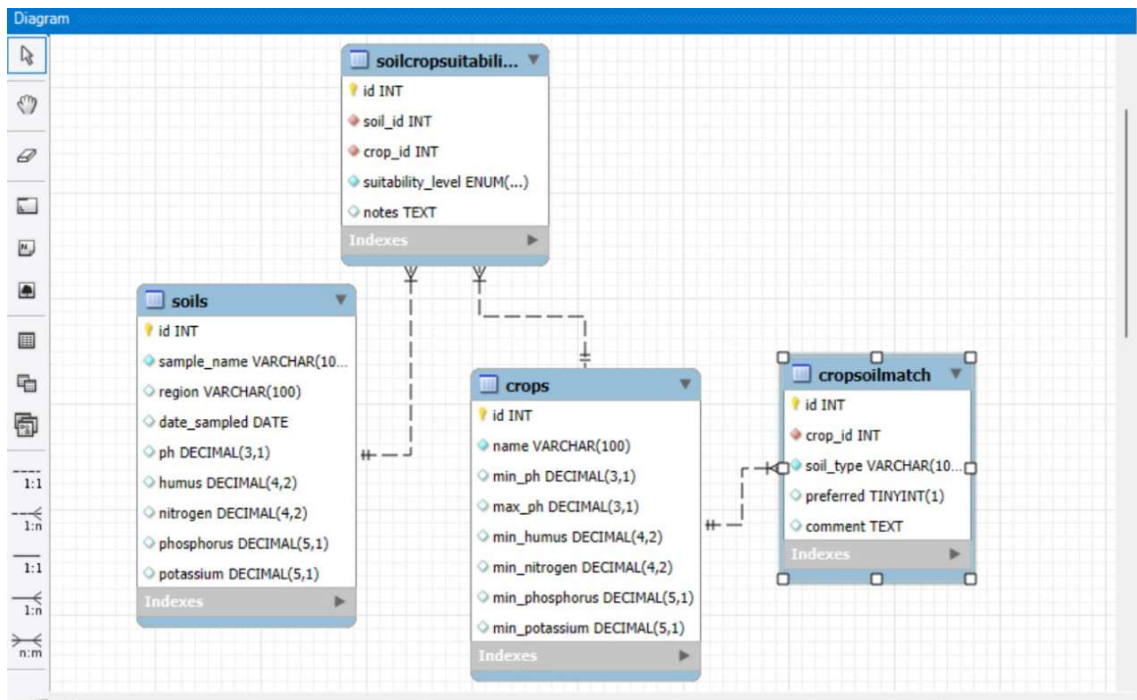 Diagram
soilcropsuitabili...
id INT
soil_id INT
crop_id INT
suitability_level ENUM(...)
notes TEXT
Indexes
soils
id INT
sample_name VARCHAR(10...
region VARCHAR(100)
date_sampled DATE
ph DECIMAL(3,1)
humus DECIMAL(4,2)
nitrogen DECIMAL(4,2)
phosphorus DECIMAL(5,1)
potassium DECIMAL(5,1)
Indexes
crops
id INT
name VARCHAR(100)
min_ph DECIMAL(3,1)
max_ph DECIMAL(3,1)
min_humus DECIMAL(4,2)
min_nitrogen DECIMAL(4,2)
min_phosphorus DECIMAL(5,1)
min_potassium DECIMAL(5,1)
Indexes
cropsoilmatch
id INT
crop_id INT
soil_type VARCHAR(10...
preferred TINYINT(1)
comment TEXT
Indexes
1:1
1:n
1:1
1:n
n:m